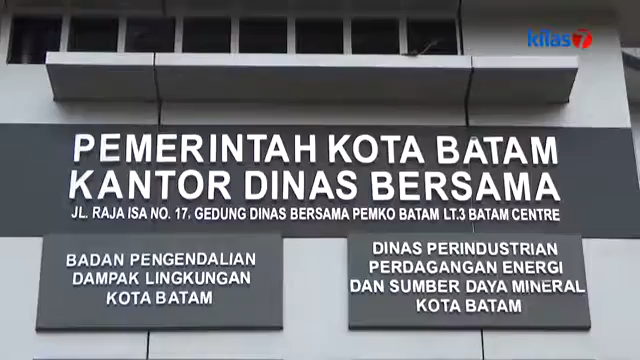 kilas7
PEMERINTAH KOTA BATAM
KANTOR DINAS BERSAMA
JL. RAJA ISA NO. 17, GEDUNG DINAS BERSAMA PEMKO BATAM LT.3 BATAM CENTRE
BADAN PENGENDALIAN
DAMPAK LINGKUNGAN
KOTA BATAM
DINAS PERINDUSTRIAN
PERDAGANGAN ENERGI
DAN SUMBER DAYA MINERAL
KOTA BATAM